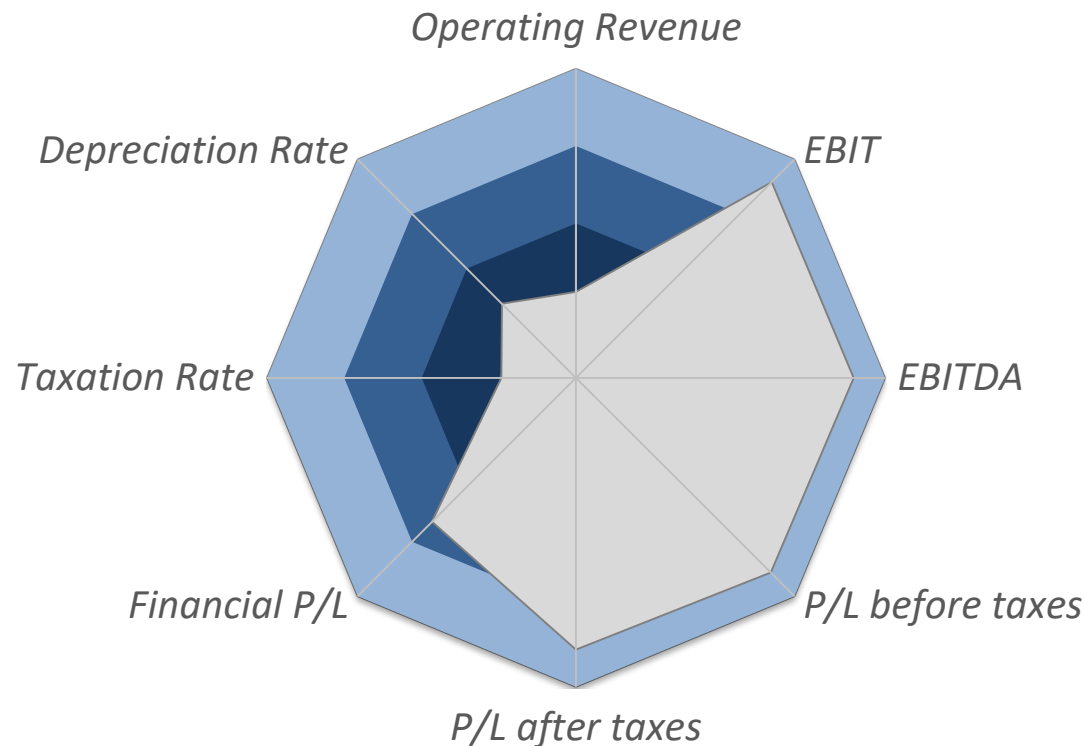 Operating Revenue
Depreciation Rate
EBIT
Taxation Rate
EBITDA
Financial P/L
P/L before taxes
P/L after taxes